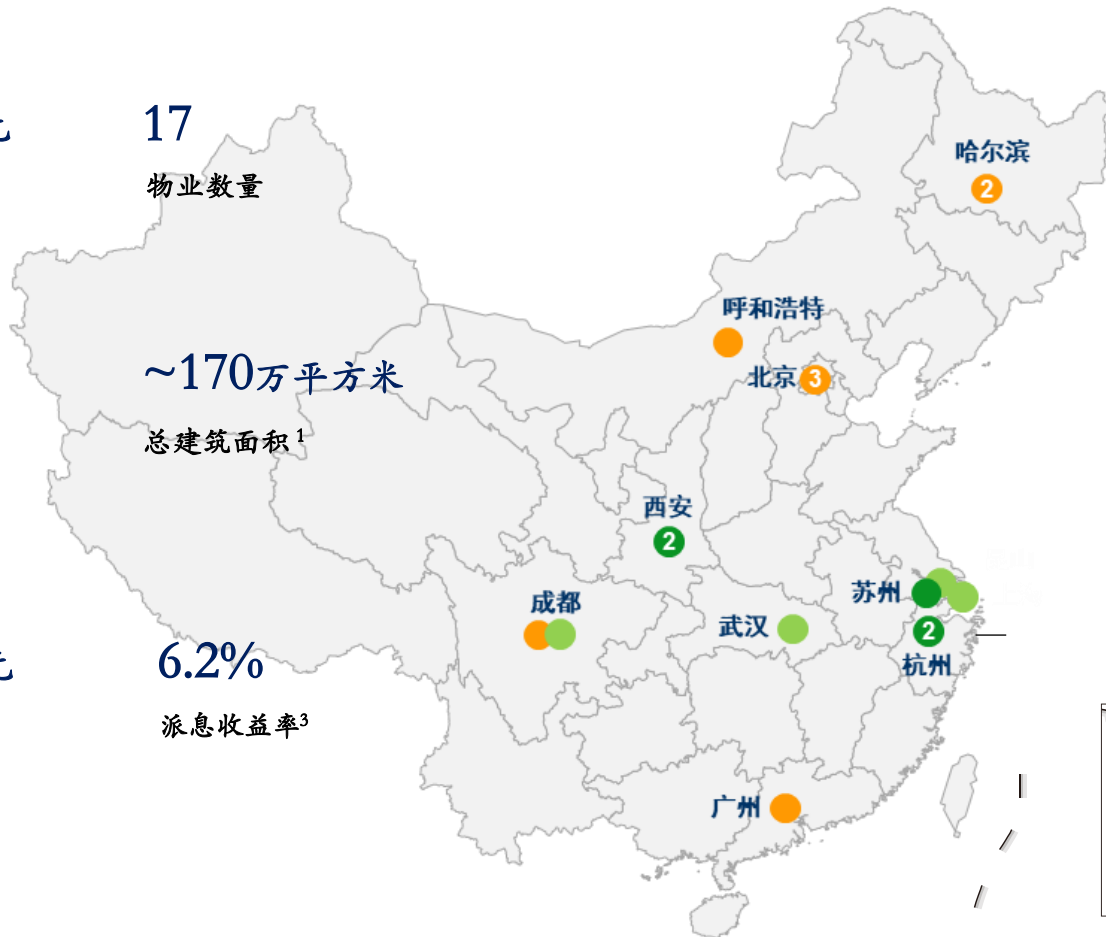 元
17
物业数量
~170万平方米
总建筑面积1
元
6.2%
派息收益率3
哈尔滨
2
呼和浩特
北京 3
西安
2
成都
武汉
苏州
2
杭州
广州